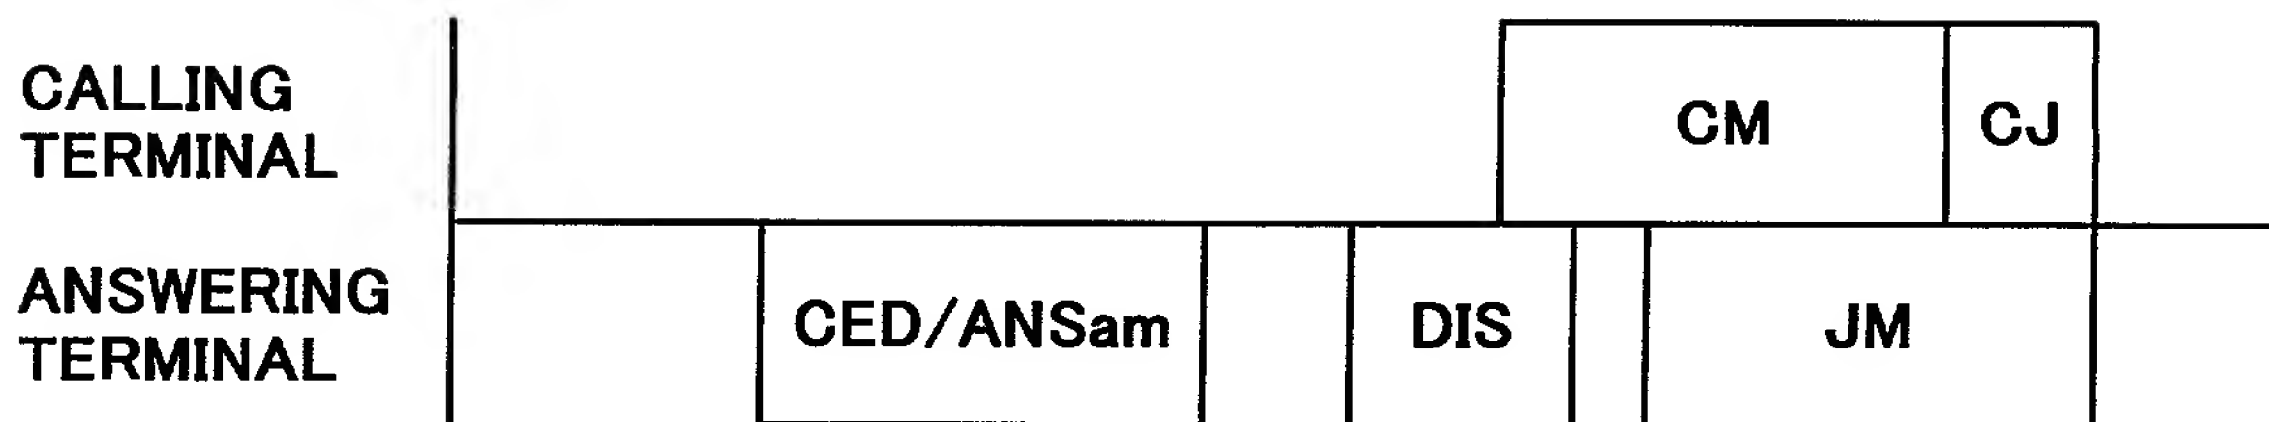 CALLING
TERMINAL
CM
CJ
ANSWERING
TERMINAL
CED/ANSam
DIS
JM